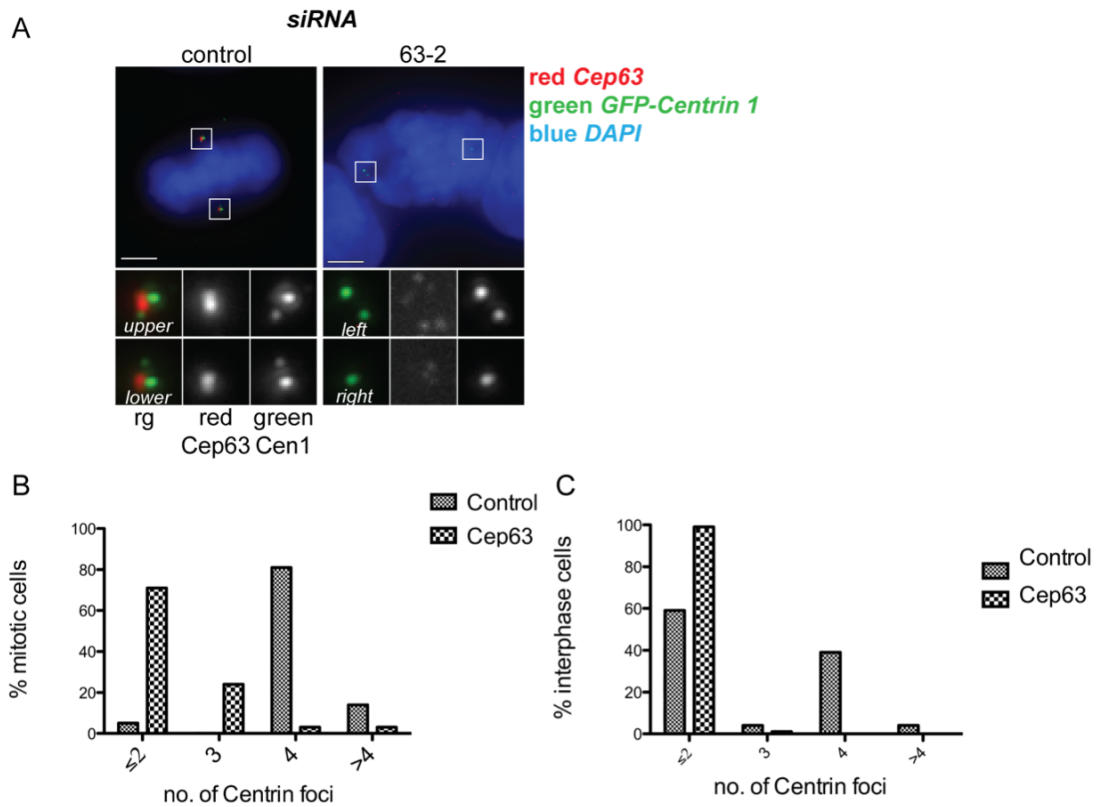 A
siRNA
control 63-2
red Cep63
green GFP-Centrin 1
blue DAPI
upper left
lower right
rg red green
Cep63 Cen1
B
Control
Cep63
% mitotic cells
100
80
60
40
20
0
≤2 3 4 >4
no. of Centrin foci
C
Control
Cep63
% interphase cells
100
80
60
40
20
0
≤2 3 4 >4
no. of Centrin foci